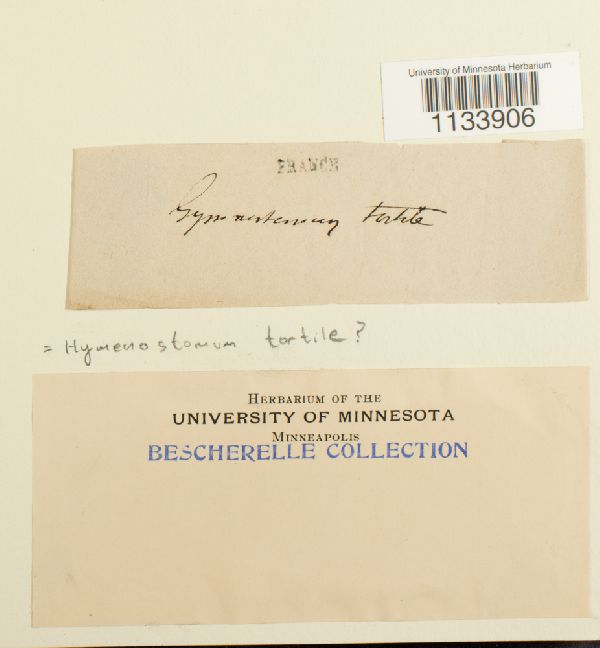 University of Minnesota Herbarium
1133906
FRANCE
Gymnostomum tortile
= Hymenostomum tortile?
HERBARIUM OF THE
UNIVERSITY OF MINNESOTA
MINNEAPOLIS
BESCHERELLE COLLECTION